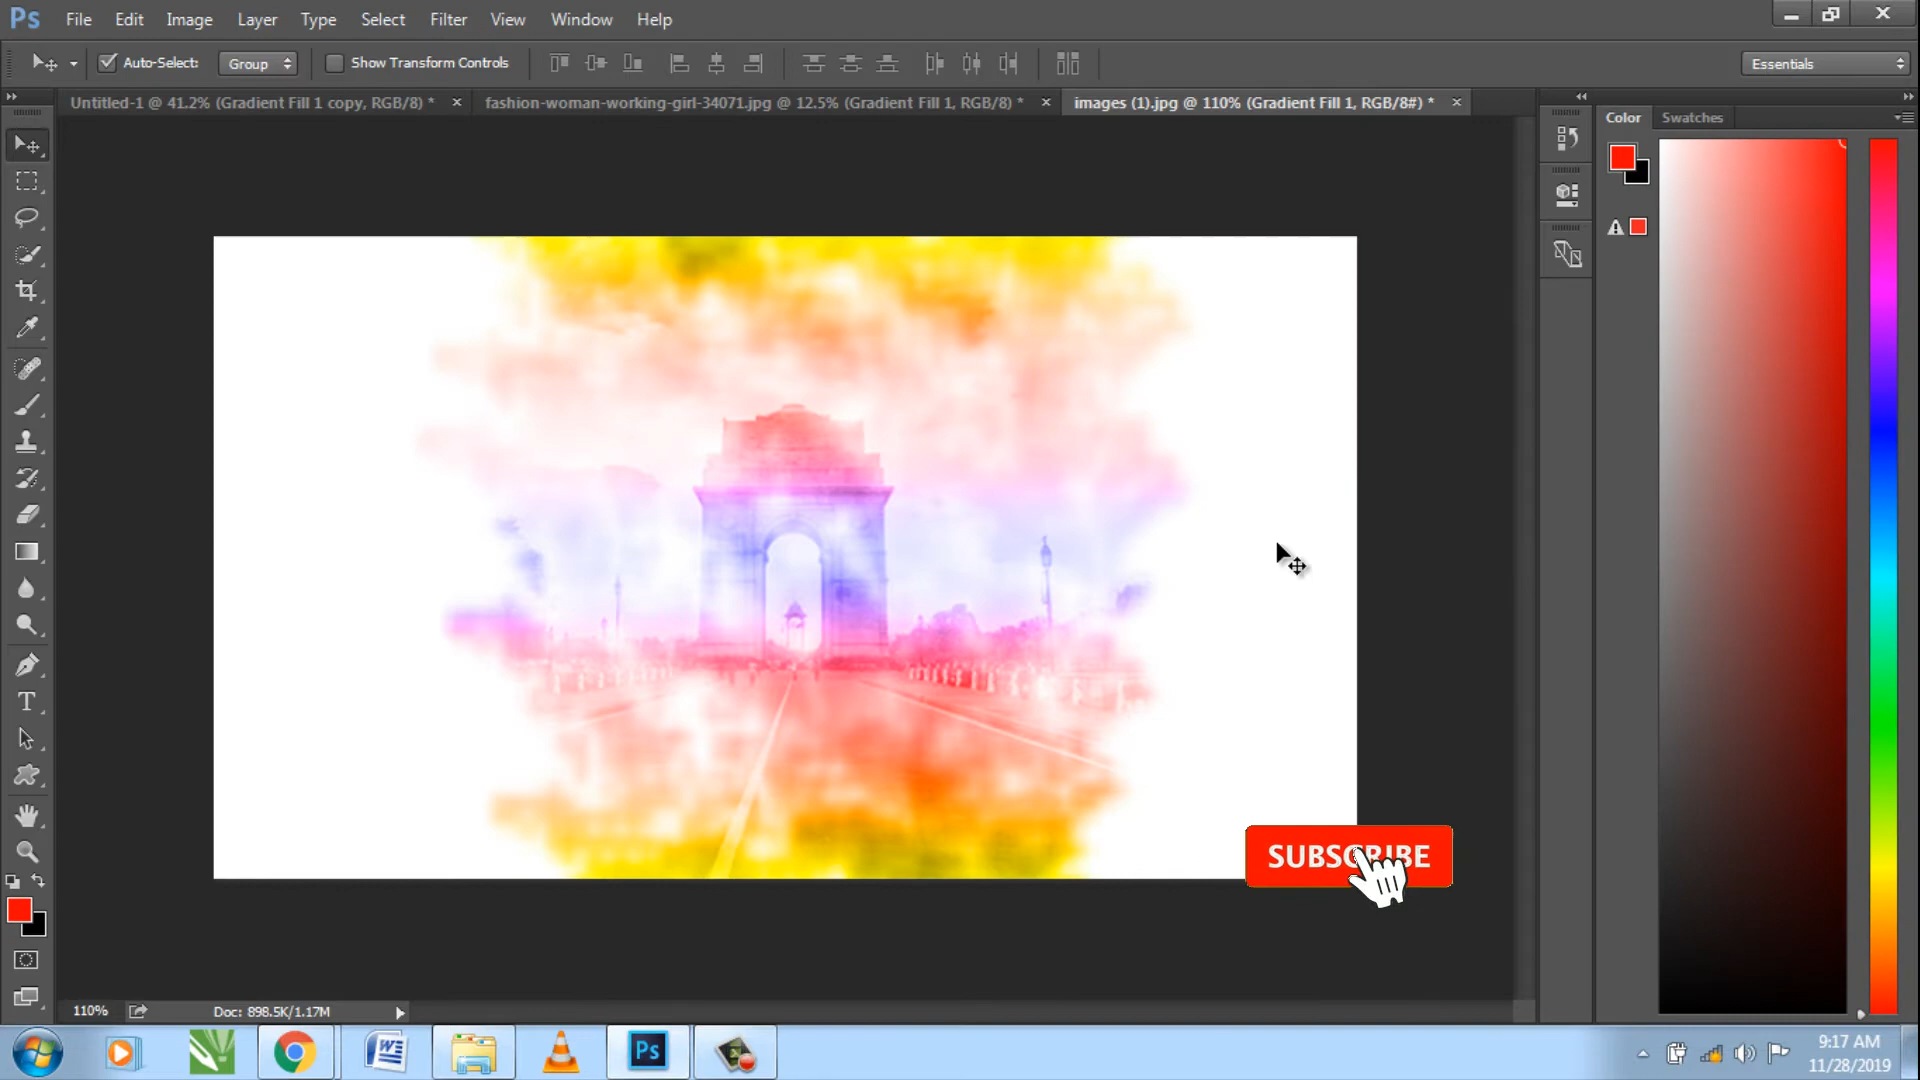 Ps File Edit Image Layer Type Select Filter View Window Help
Auto-Select: Group Show Transform Controls Essentials
Untitled-1 @ 41.2% (Gradient Fill 1 copy, RGB/8) * × fashion-woman-working-girl-34071.jpg @ 12.5% (Gradient Fill 1, RGB/8) * × images (1).jpg @ 110% (Gradient Fill 1, RGB/8#) * ×
Color Swatches
T
SUBSCRIBE
110% Doc: 898.5K/1.17M
W Ps
9:17 AM
11/28/2019